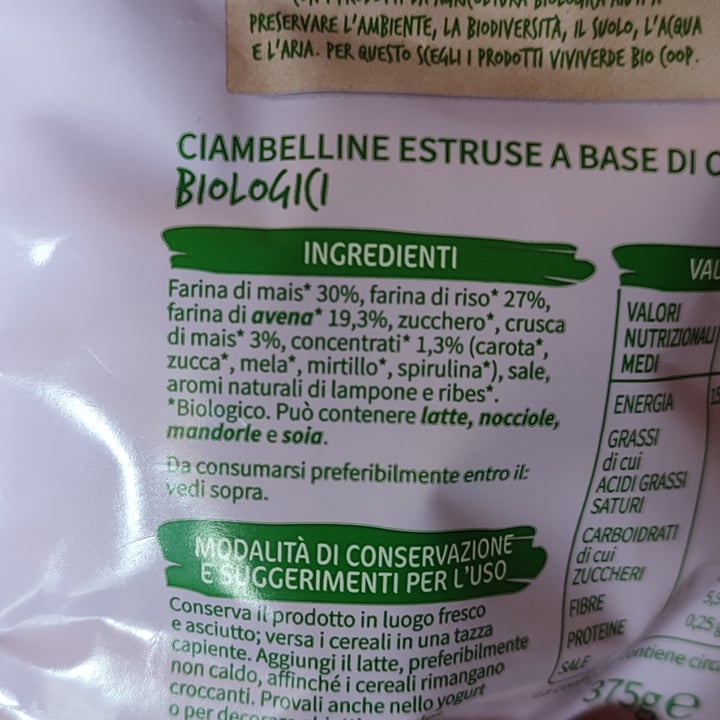 PRESERVARE L'AMBIENTE, LA BIODIVERSITÀ, IL SUOLO, L'ACQUA
E L'ARIA. PER QUESTO SCEGLI I PRODOTTI VIVIVERDE BIO COOP.
CIAMBELLINE ESTRUSE A BASE DI
BIOLOGICI
INGREDIENTI
Farina di mais* 30%, farina di riso* 27%,
farina di avena* 19,3%, zucchero*, crusca
di mais* 3%, concentrati* 1,3% (carota*,
zucca*, mela*, mirtillo*, spirulina*), sale,
aromi naturali di lampone e ribes*.
*Biologico. Può contenere latte, nocciole,
mandorle e soia.
Da consumarsi preferibilmente entro il:
vedi sopra.
MODALITÀ DI CONSERVAZIONE
E SUGGERIMENTI PER L'USO
Conserva il prodotto in luogo fresco
e asciutto; versa i cereali in una tazza
capiente. Aggiungi il latte, preferibilmente
non caldo, affinché i cereali rimangano
croccanti. Provali anche nello yogurt
o per
VALORI
NUTRIZIONALI
MEDI
ENERGIA
GRASSI
di cui
ACIDI GRASSI
SATURI
CARBOIDRATI
di cui
ZUCCHERI
FIBRE
PROTEINE
SALE
0,25
375g e